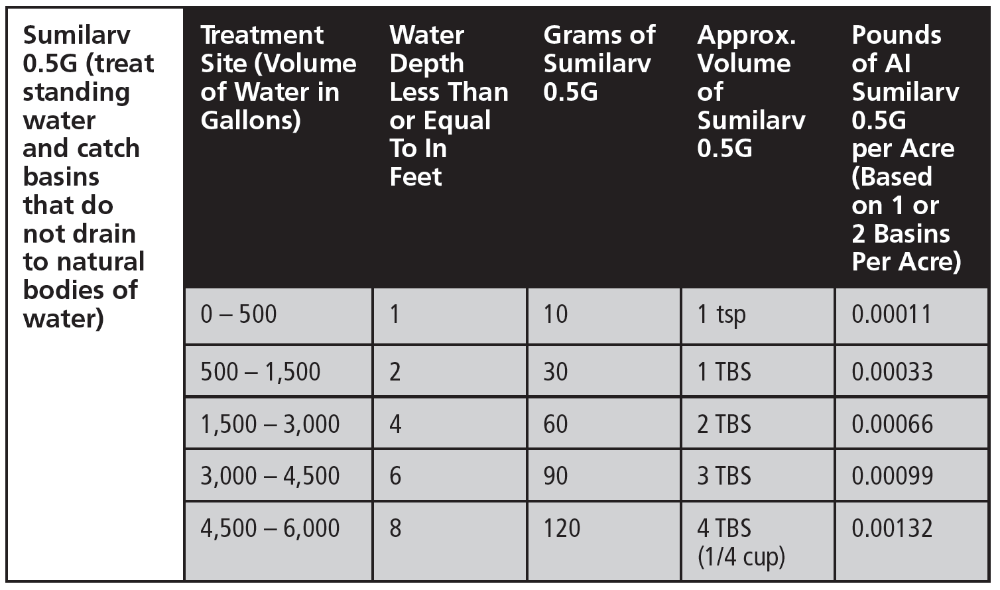 Sumilarv
0.5G (treat
standing
water
and catch
basins
that do
not drain
to natural
bodies of
water)
Treatment
Site (Volume
of Water in
Gallons)
Water
Depth
Less Than
or Equal
To In
Feet
Grams of
Sumilarv
0.5G
Approx.
Volume
of
Sumilarv
0.5G
Pounds
of AI
Sumilarv
0.5G
per Acre
(Based
on 1 or
2 Basins
Per Acre)
0 – 500 1 10 1 tsp 0.00011
500 – 1,500 2 30 1 TBS 0.00033
1,500 – 3,000 4 60 2 TBS 0.00066
3,000 – 4,500 6 90 3 TBS 0.00099
4,500 – 6,000 8 120 4 TBS 0.00132
(1/4 cup)